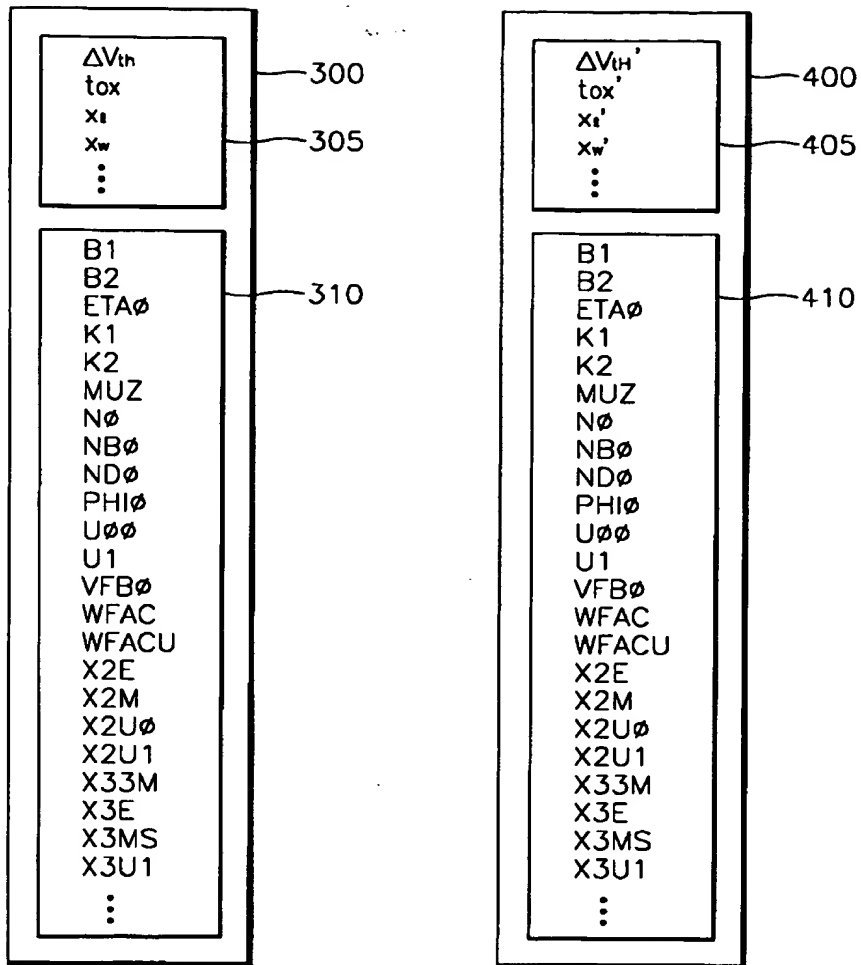 ΔVth
tox
xℓ
xw
⋮
300
305
B1
B2
ETAø
K1
K2
MUZ
Nø
NBø
NDø
PHIø
Uøø
U1
VFBø
WFAC
WFACU
X2E
X2M
X2Uø
X2U1
X33M
X3E
X3MS
X3U1
⋮
310
ΔVtH'
tox'
xℓ'
xw'
⋮
400
405
B1
B2
ETAø
K1
K2
MUZ
Nø
NBø
NDø
PHIø
Uøø
U1
VFBø
WFAC
WFACU
X2E
X2M
X2Uø
X2U1
X33M
X3E
X3MS
X3U1
⋮
410